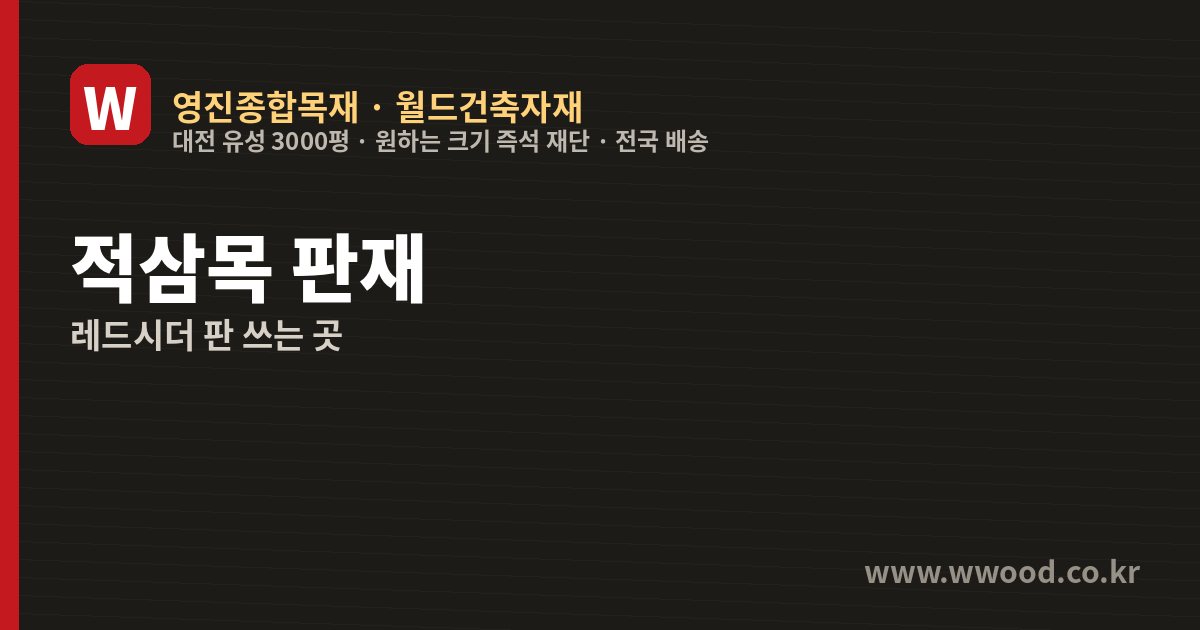 W
영진종합목재 · 월드건축자재
대전 유성 3000평 · 원하는 크기 즉석 재단 · 전국 배송
적삼목 판재
레드시더 판 쓰는 곳
www.wwood.co.kr